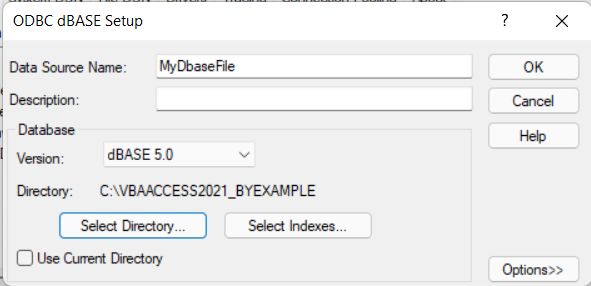 ODBC dBASE Setup
? ×
Data Source Name: MyDbaseFile OK
Description: Cancel
Database Help
Version: dBASE 5.0
Directory: C:\VBAACCESS2021_BYEXAMPLE
Select Directory... Select Indexes...
Use Current Directory
Options>>